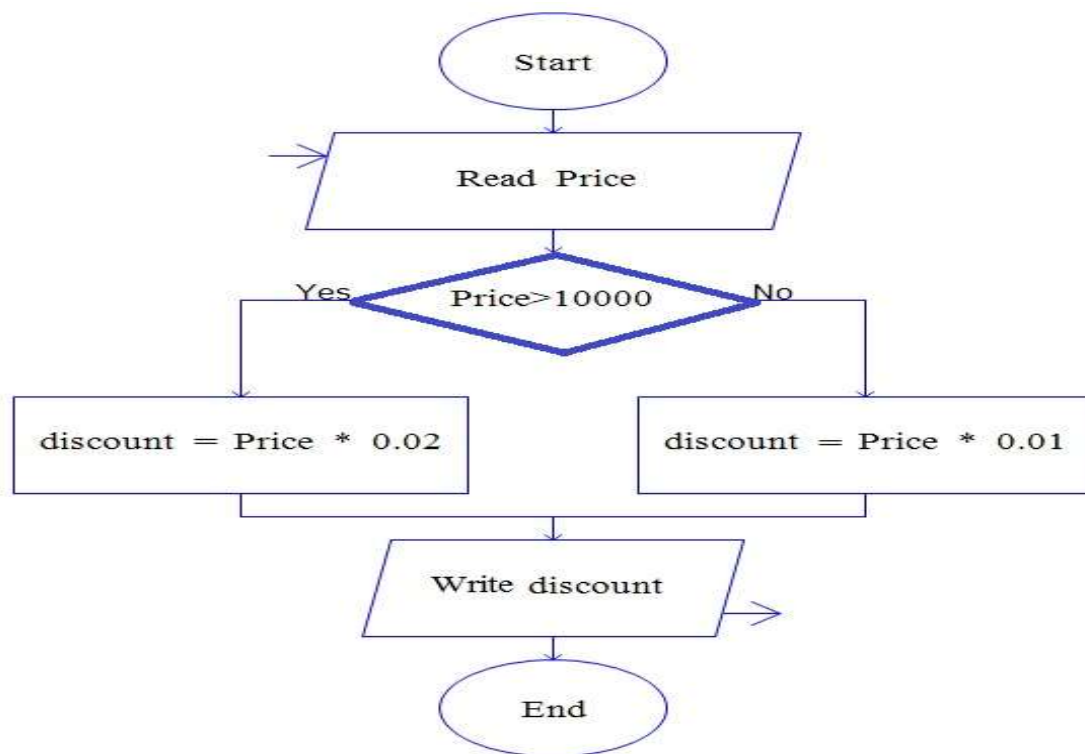 Start
Read Price
Yes
Price>10000
No
discount = Price * 0.02
discount = Price * 0.01
Write discount
End